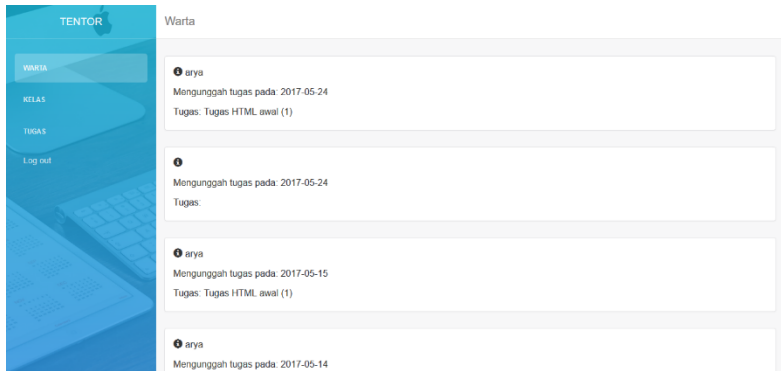 TENTOR
WARTA
KELAS
TUGAS
Log out
Warta
arya
Mengunggah tugas pada: 2017-05-24
Tugas: Tugas HTML awal (1)
Mengunggah tugas pada: 2017-05-24
Tugas:
arya
Mengunggah tugas pada: 2017-05-15
Tugas: Tugas HTML awal (1)
arya
Mengunggah tugas pada: 2017-05-14